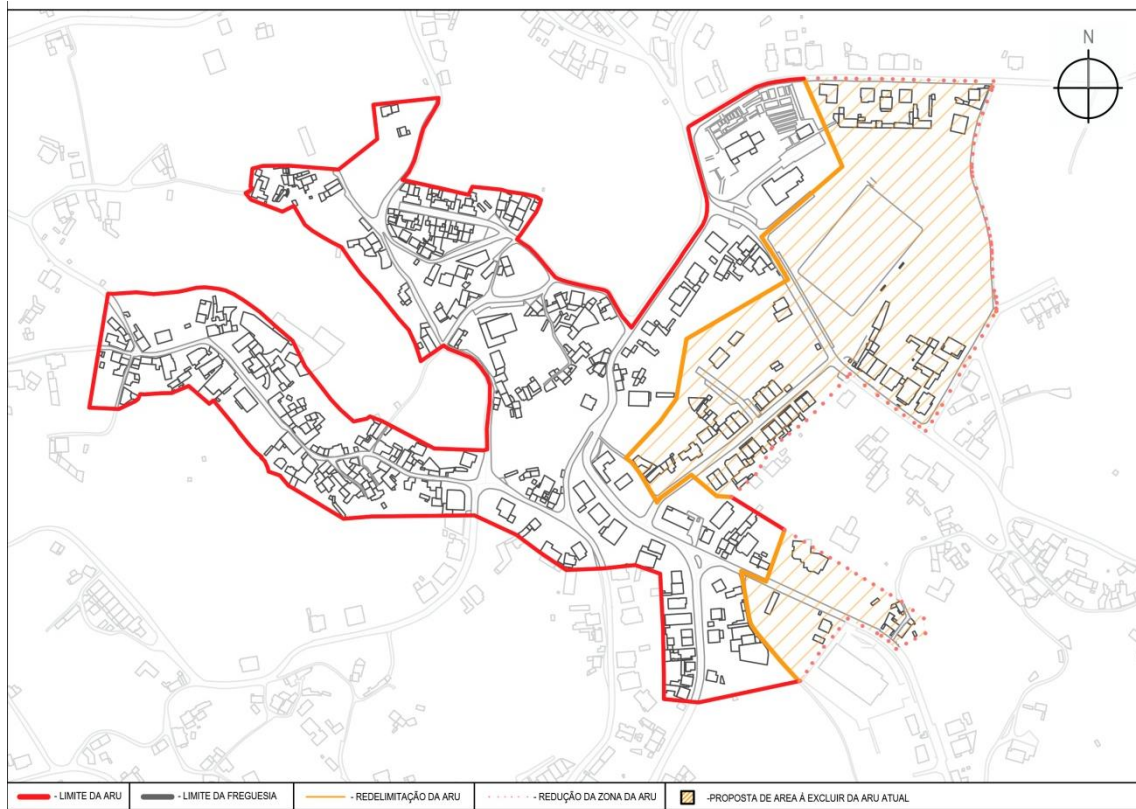 N
- LIMITE DA ARU
- LIMITE DA FREGUESIA
- REDELIMITAÇÃO DA ARU
- REDUÇÃO DA ZONA DA ARU
-PROPOSTA DE AREA À EXCLUIR DA ARU ATUAL